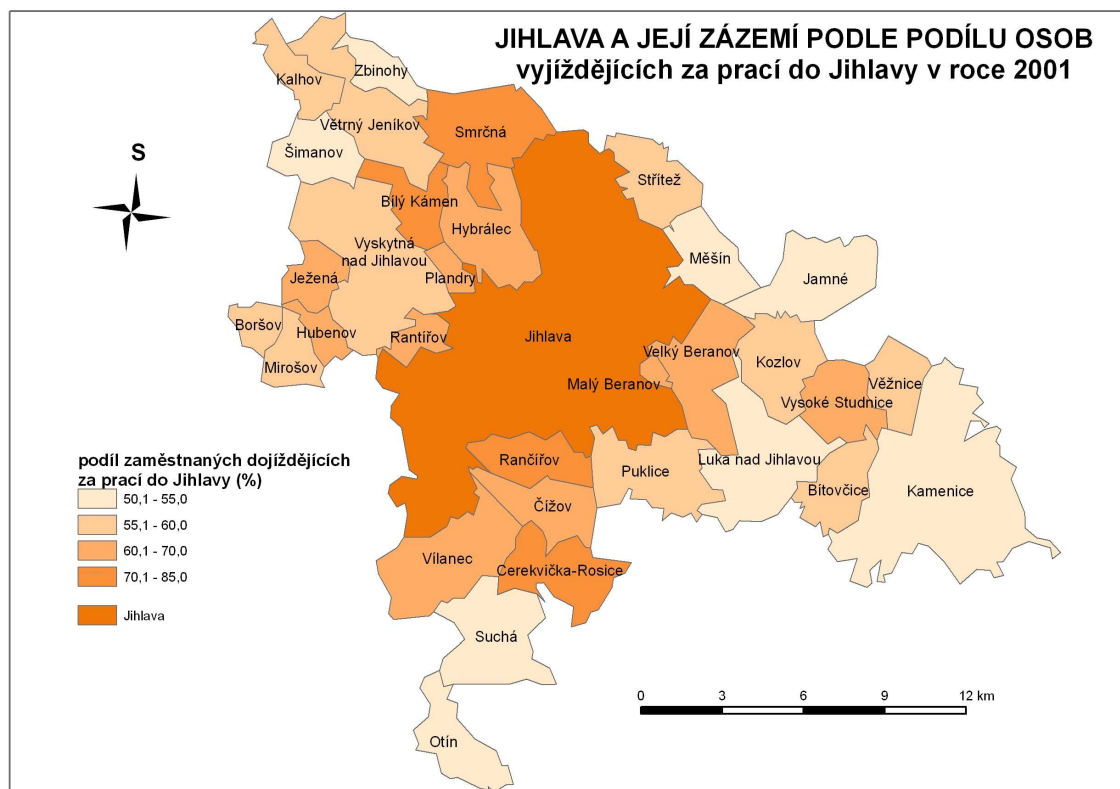 JIHLAVA A JEJÍ ZÁZEMÍ PODLE PODÍLU OSOB
vyjíždějících za prací do Jihlavy v roce 2001
Zbinohy
Kalhov
Větrný Jeníkov
Smrčná
Šimanov
S
Střítež
Bílý Kámen
Hybrálec
Vyskytná
nad Jihlavou
Měšín
Ježená
Plandry
Jamné
Boršov
Hubenov
Rantířov
Jihlava
Velký Beranov
Kozlov
Věžnice
Mirošov
Malý Beranov
Vysoké Studnice
podíl zaměstnaných dojíždějících
za prací do Jihlavy (%)
50,1 - 55,0
55,1 - 60,0
60,1 - 70,0
70,1 - 85,0
Jihlava
Rančířov
Puklice
Luka nad Jihlavou
Bítovčice
Kamenice
Čížov
Vílanec
Cerekvička-Rosice
Suchá
Otín
0 3 6 9 12 km